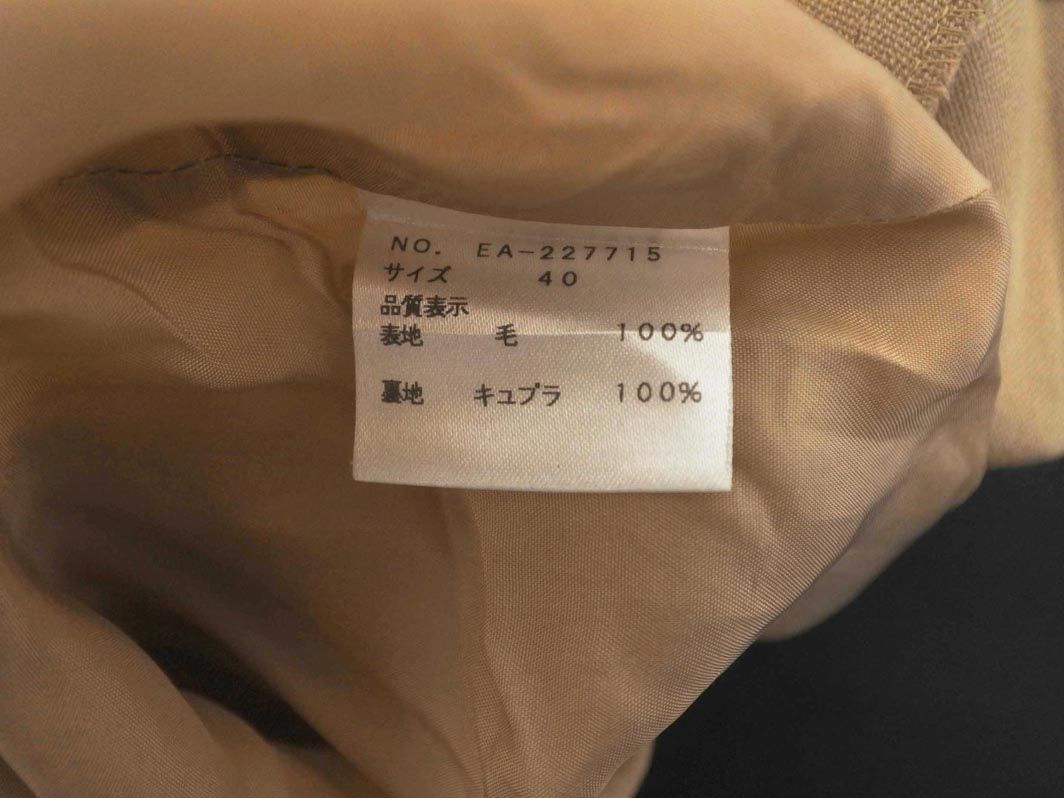 NO. EA-227715
サイズ 40
品質表示
表地 毛 100%
裏地 キュプラ 100%